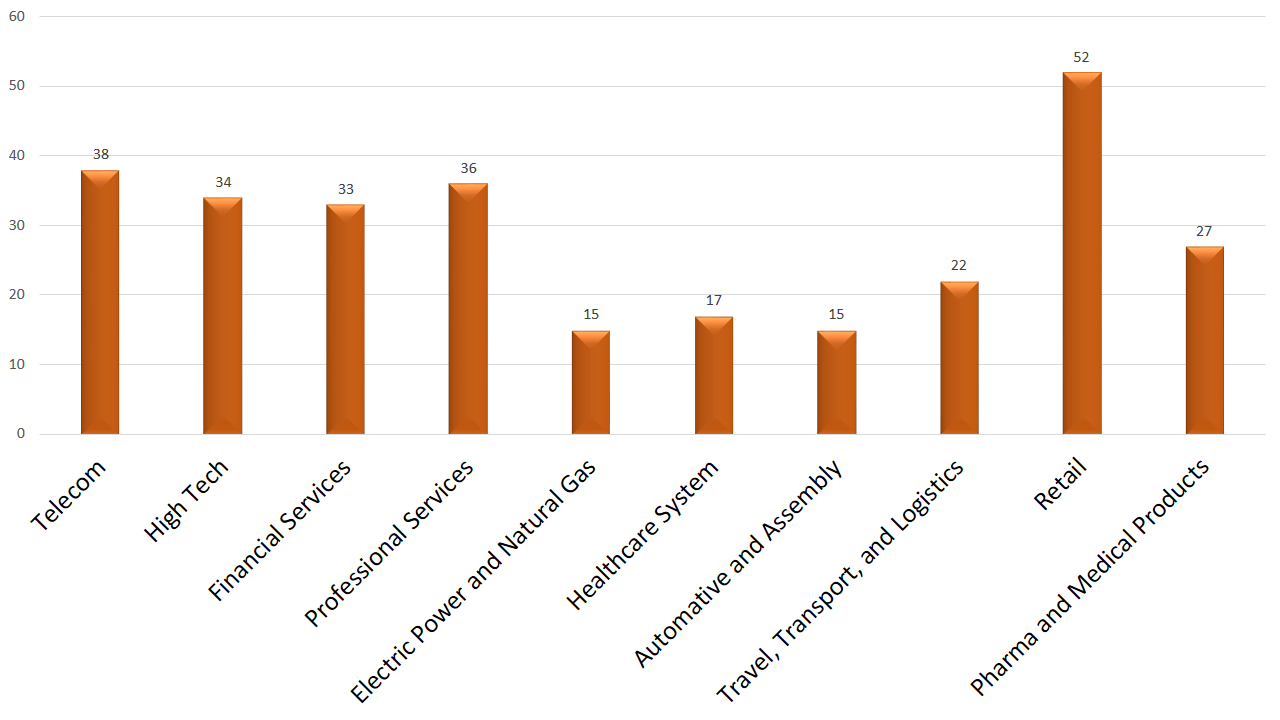 60
50
40
30
20
10
0
38
34
33
36
15
17
15
22
52
27
Telecom
High Tech
Financial Services
Professional Services
Electric Power and Natural Gas
Healthcare System
Automative and Assembly
Travel, Transport, and Logistics
Retail
Pharma and Medical Products